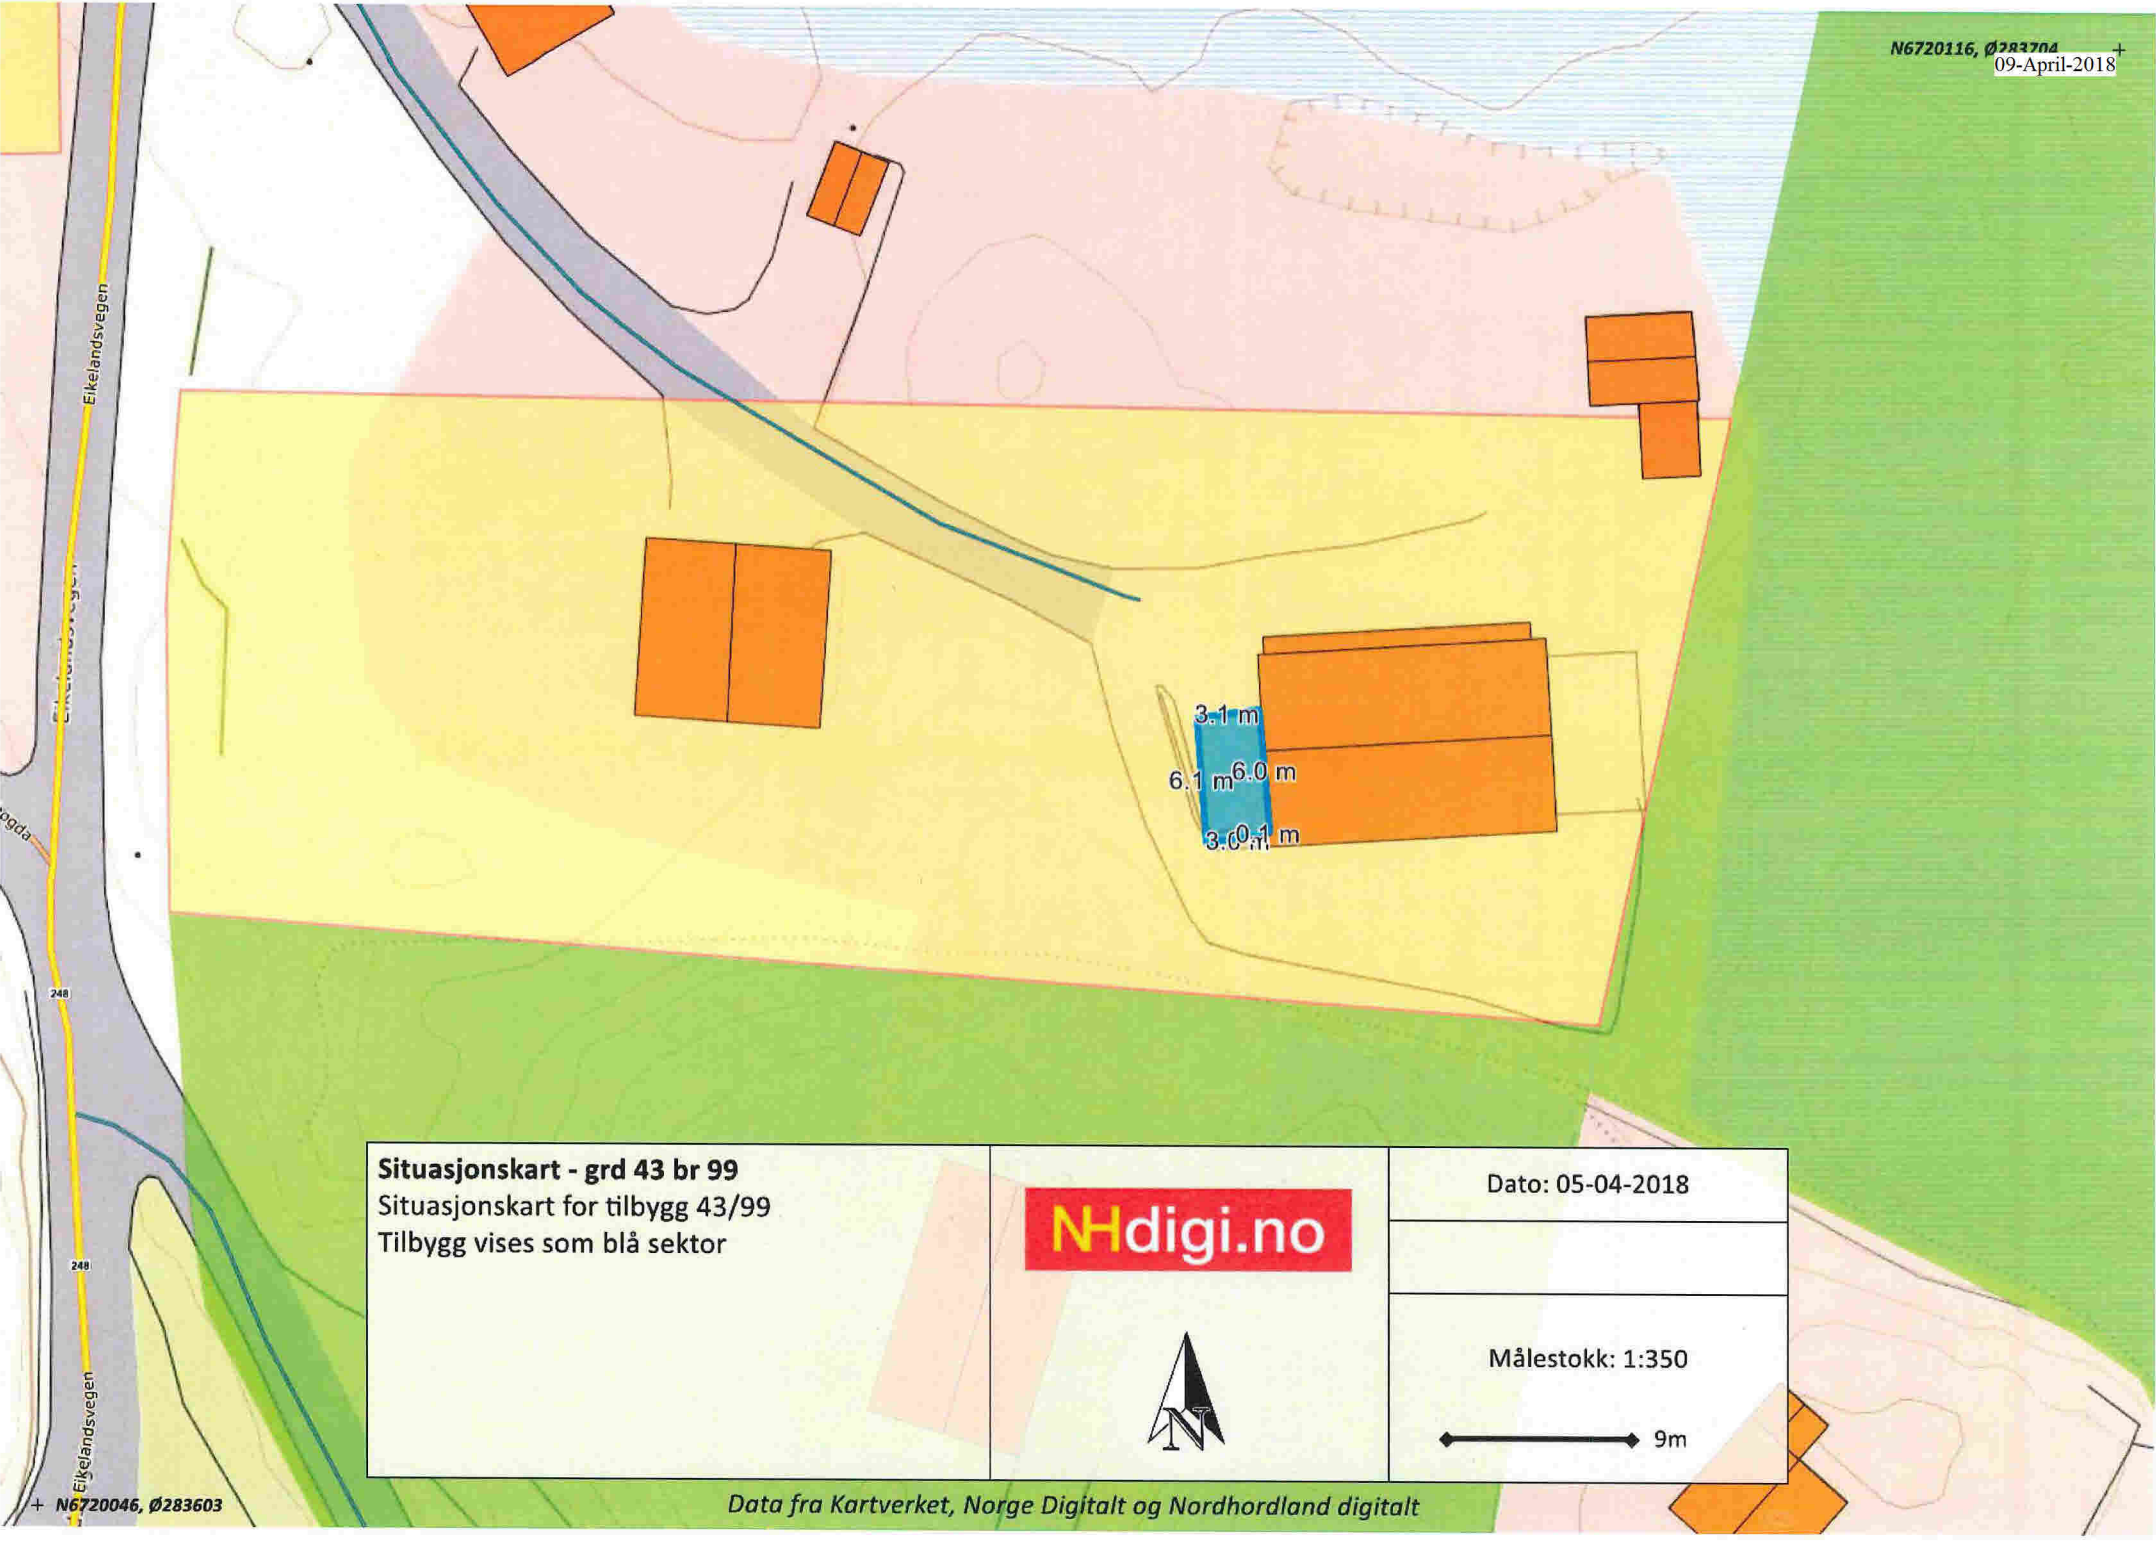 N6720116, Ø283704
09-April-2018
Eikelandsvegen
Eikelandsvegen
3.1 m
6.1 m
6.0 m
0.1 m
248
248
Eikelandsvegen
Situasjonskart - grd 43 br 99
Situasjonskart for tilbygg 43/99
Tilbygg vises som blå sektor
NHdigi.no
N
Dato: 05-04-2018
Målestokk: 1:350
9m
N6720046, Ø283603
Data fra Kartverket, Norge Digitalt og Nordhordland digitalt